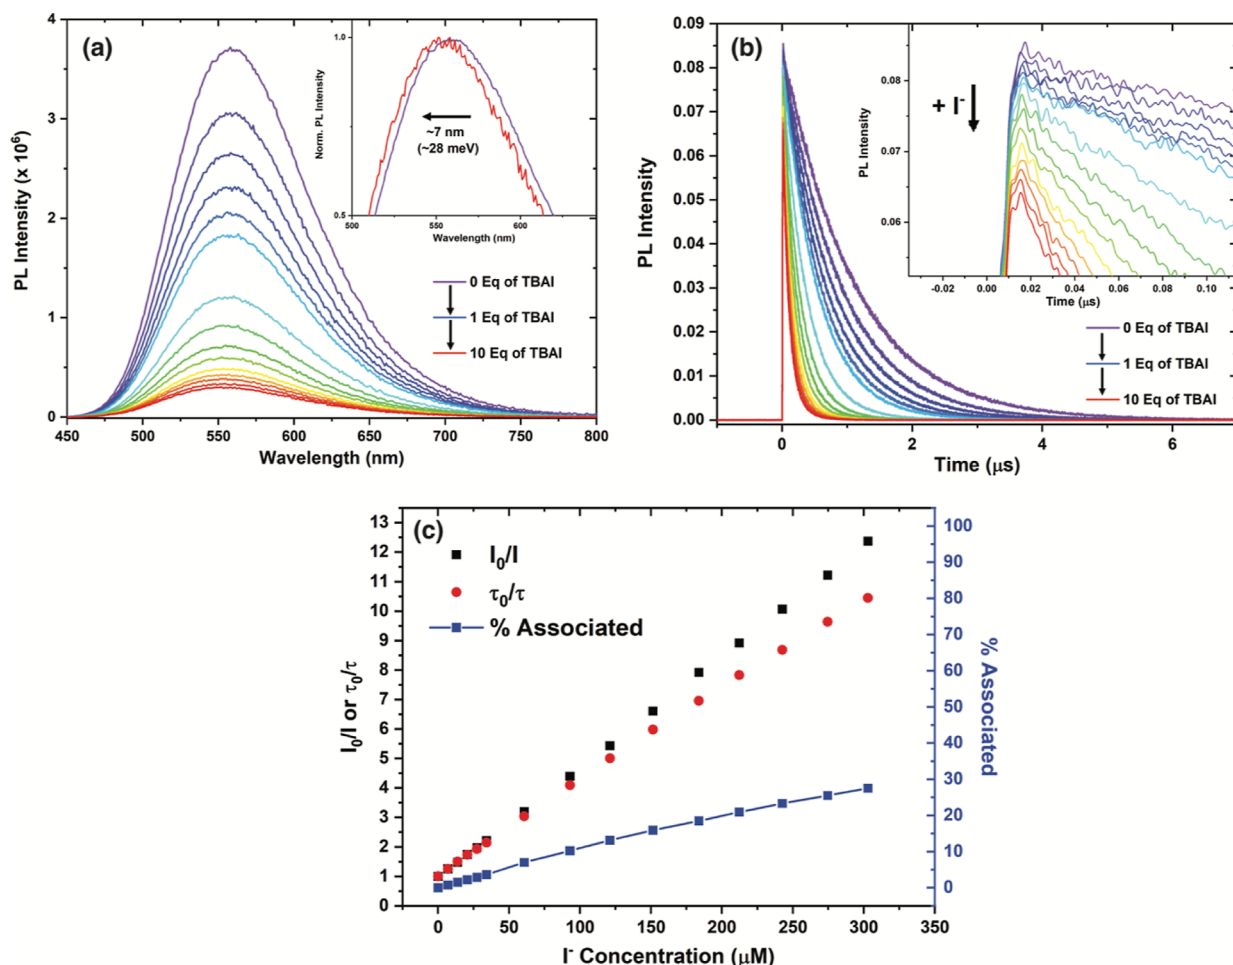 (a)
PL Intensity (x 10⁶)
4
3
2
1
0
450
500
550
600
650
700
750
800
Wavelength (nm)
Norm. PL Intensity
1.0
0.5
~7 nm
(~28 meV)
500
550
600
Wavelength (nm)
0 Eq of TBAI
1 Eq of TBAI
10 Eq of TBAI
(b)
PL Intensity
0.09
0.08
0.07
0.06
0.05
0.04
0.03
0.02
0.01
0.00
0
2
4
6
Time (μs)
PL Intensity
0.08
0.07
0.06
+ I⁻
-0.02
0.00
0.02
0.04
0.06
0.08
0.10
Time (μs)
0 Eq of TBAI
1 Eq of TBAI
10 Eq of TBAI
(c)
I₀/I or τ₀/τ
13
12
11
10
9
8
7
6
5
4
3
2
1
0
I₀/I
τ₀/τ
% Associated
100
90
80
70
60
50
40
30
20
10
0
% Associated
0
50
100
150
200
250
300
350
I⁻ Concentration (μM)